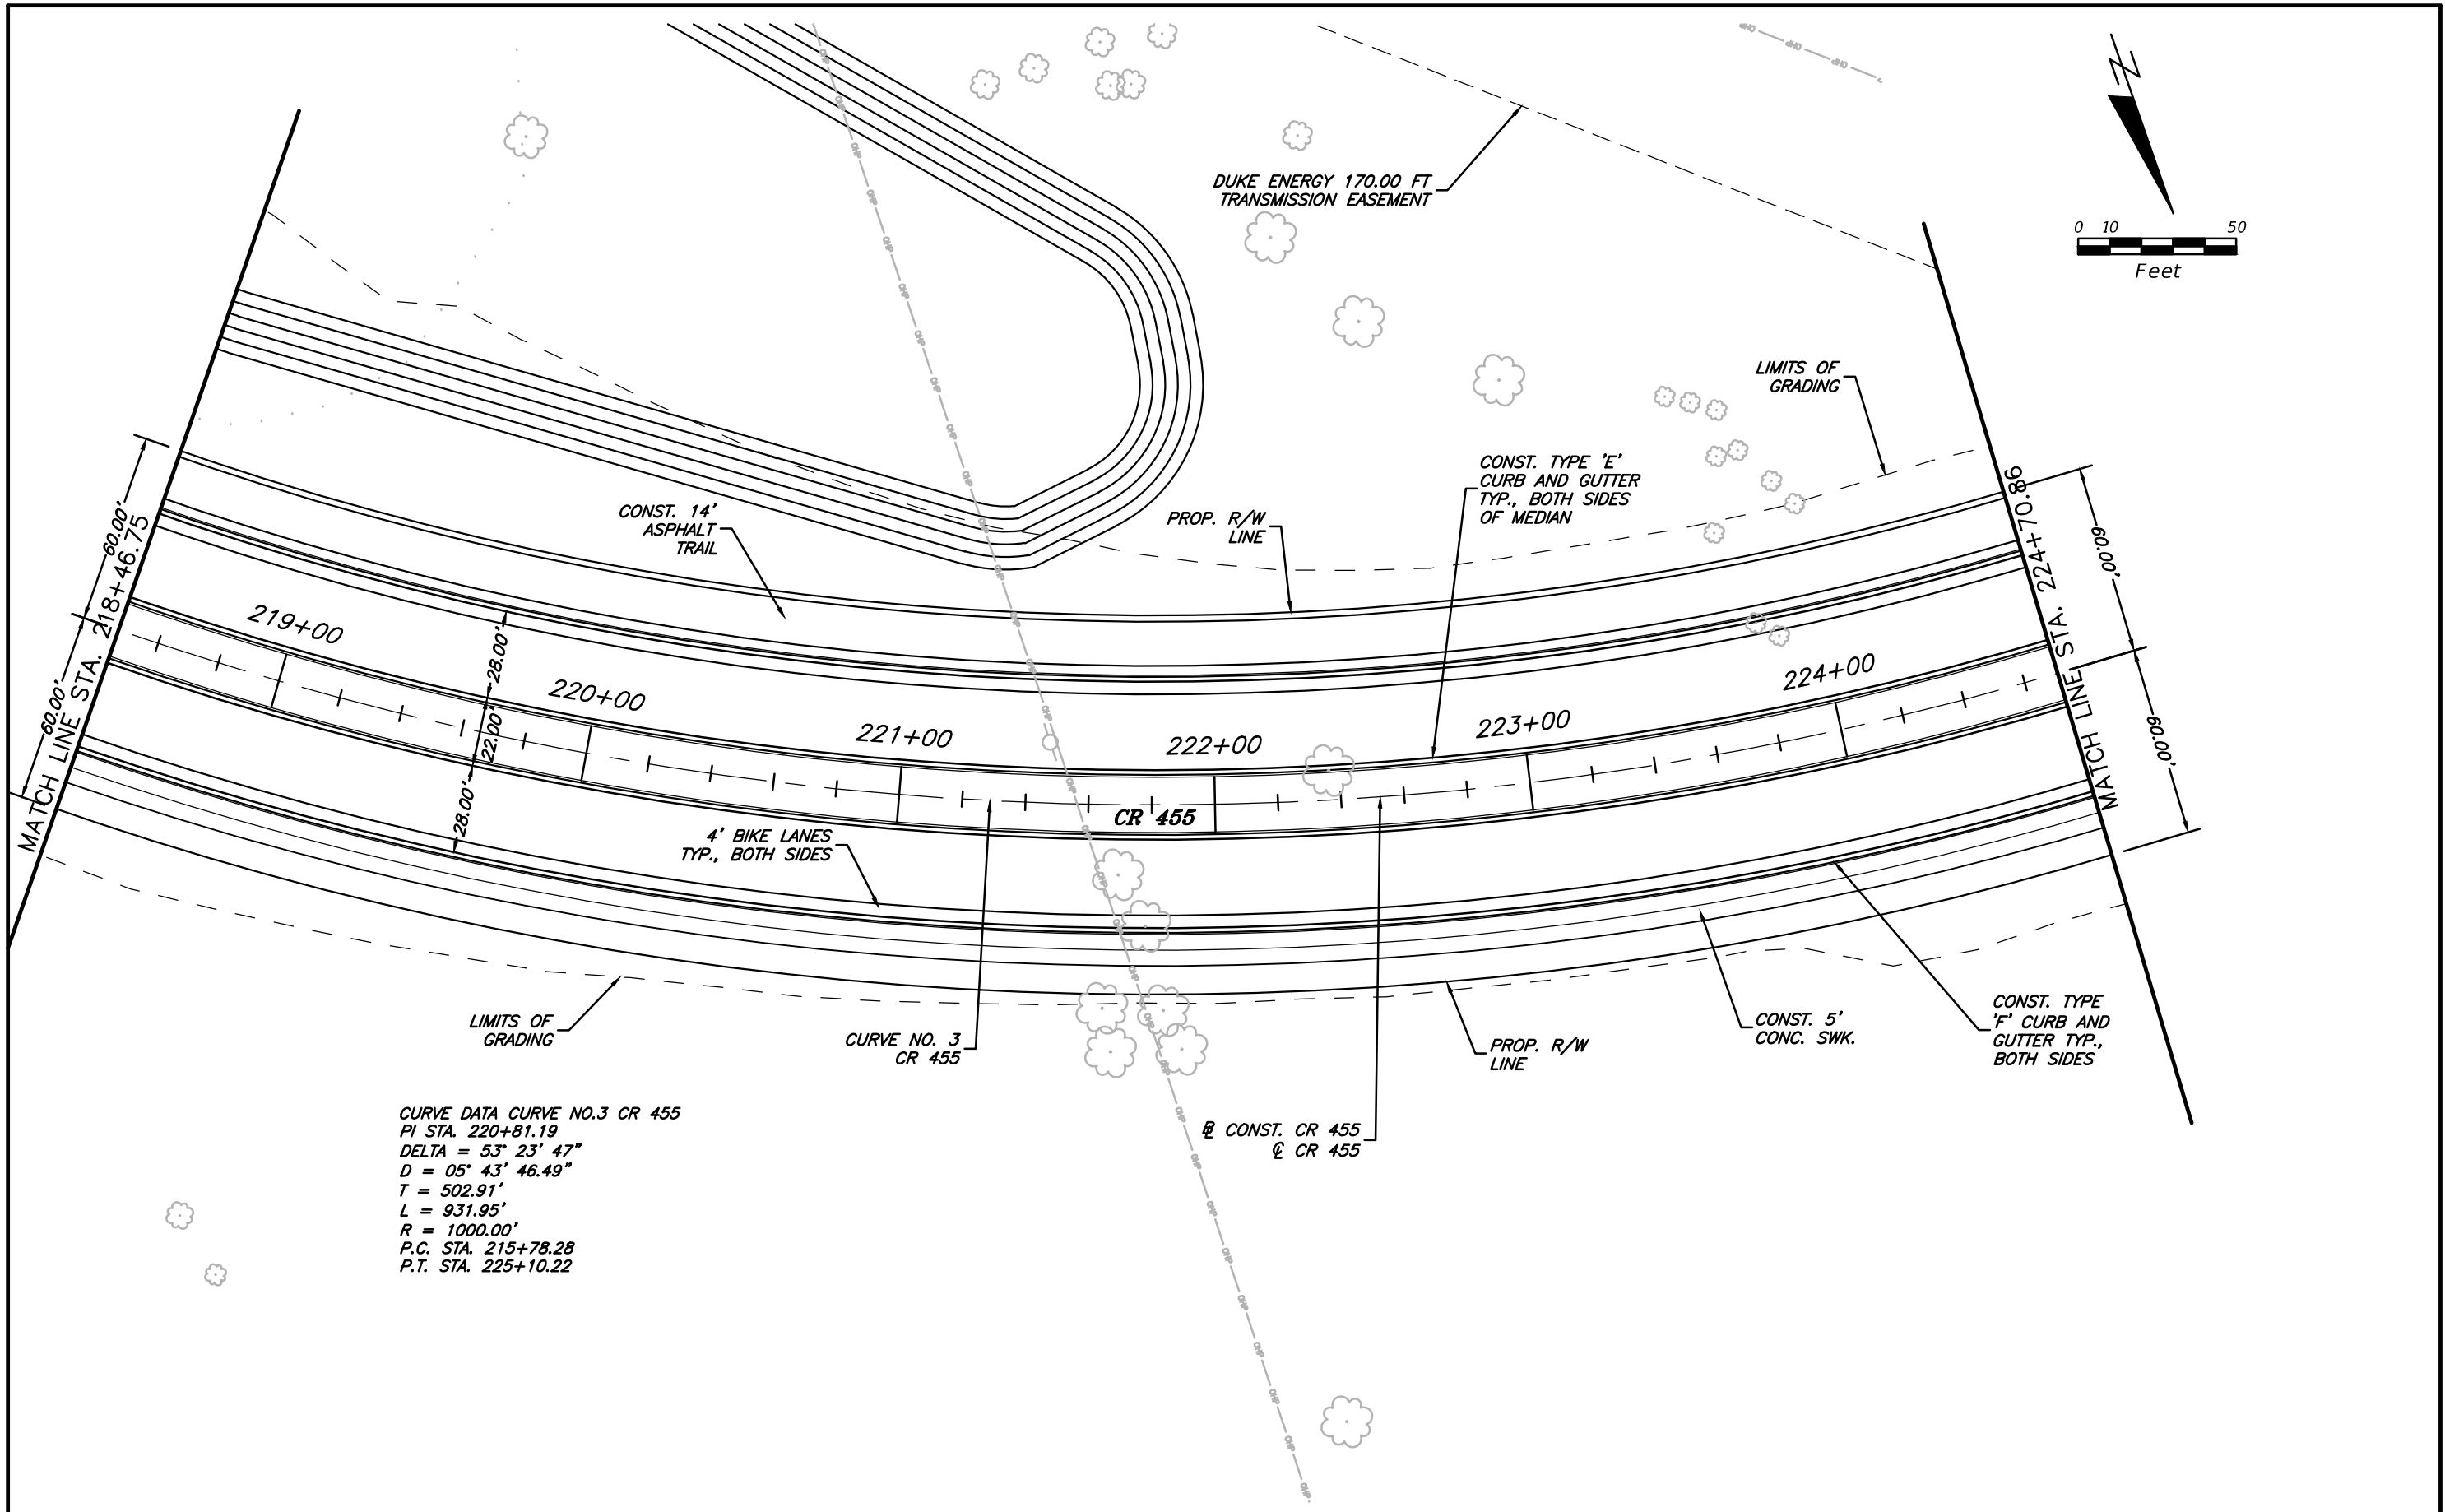 OHP OHP OHP
DUKE ENERGY 170.00 FT
TRANSMISSION EASEMENT
0 10 50
Feet
LIMITS OF
GRADING
CONST. TYPE 'E'
CURB AND GUTTER
TYP., BOTH SIDES
OF MEDIAN
CONST. 14'
ASPHALT
TRAIL
PROP. R/W
LINE
60.00'
60.00'
MATCH LINE STA. 218+46.75
MATCH LINE STA. 224+70.86
60.00'
60.00'
219+00
220+00
221+00
222+00
223+00
224+00
28.00'
22.00'
28.00'
CR 455
4' BIKE LANES
TYP., BOTH SIDES
LIMITS OF
GRADING
CURVE NO. 3
CR 455
PROP. R/W
LINE
CONST. 5'
CONC. SWK.
CONST. TYPE
'F' CURB AND
GUTTER TYP.,
BOTH SIDES
CONST. CR 455
℄ CR 455
CURVE DATA CURVE NO.3 CR 455
PI STA. 220+81.19
DELTA = 53° 23' 47"
D = 05° 43' 46.49"
T = 502.91'
L = 931.95'
R = 1000.00'
P.C. STA. 215+78.28
P.T. STA. 225+10.22